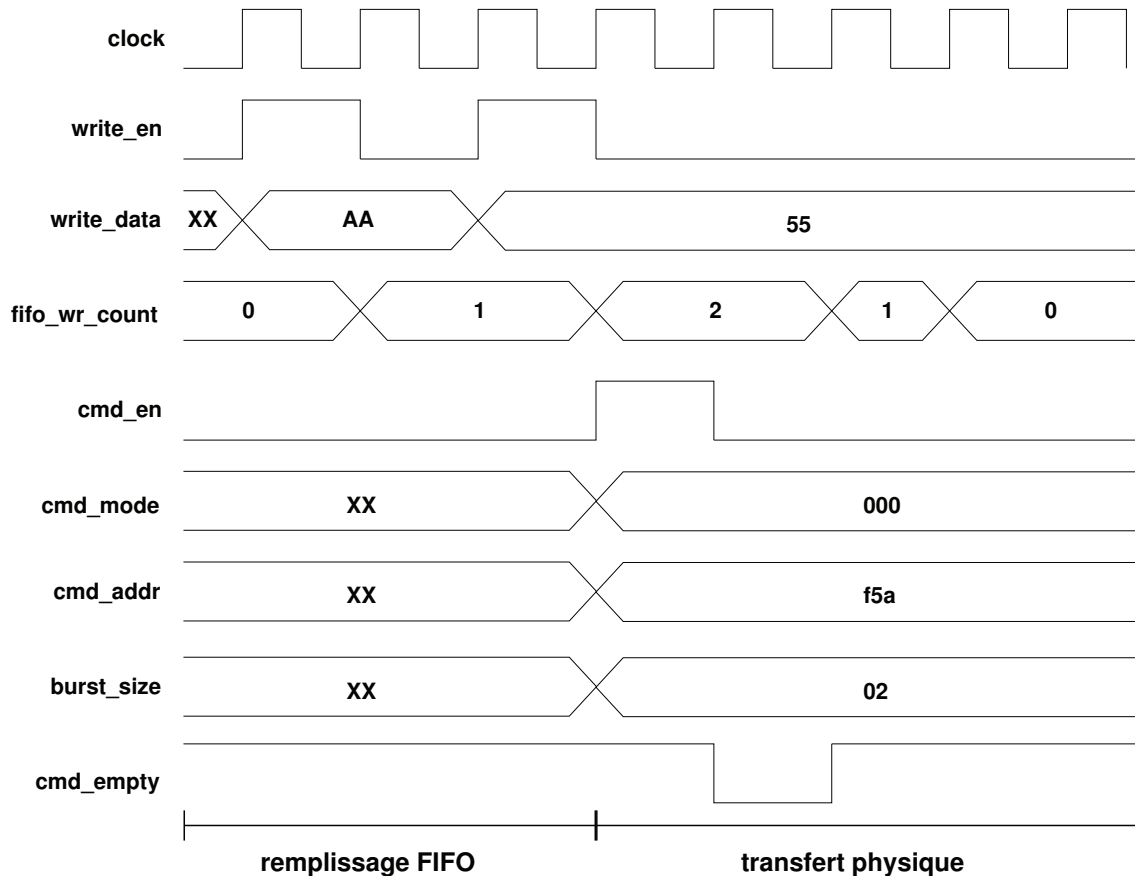 clock
write_en
write_data XX AA 55
fifo_wr_count 0 1 2 1 0
cmd_en
cmd_mode XX 000
cmd_addr XX f5a
burst_size XX 02
cmd_empty
remplissage FIFO transfert physique